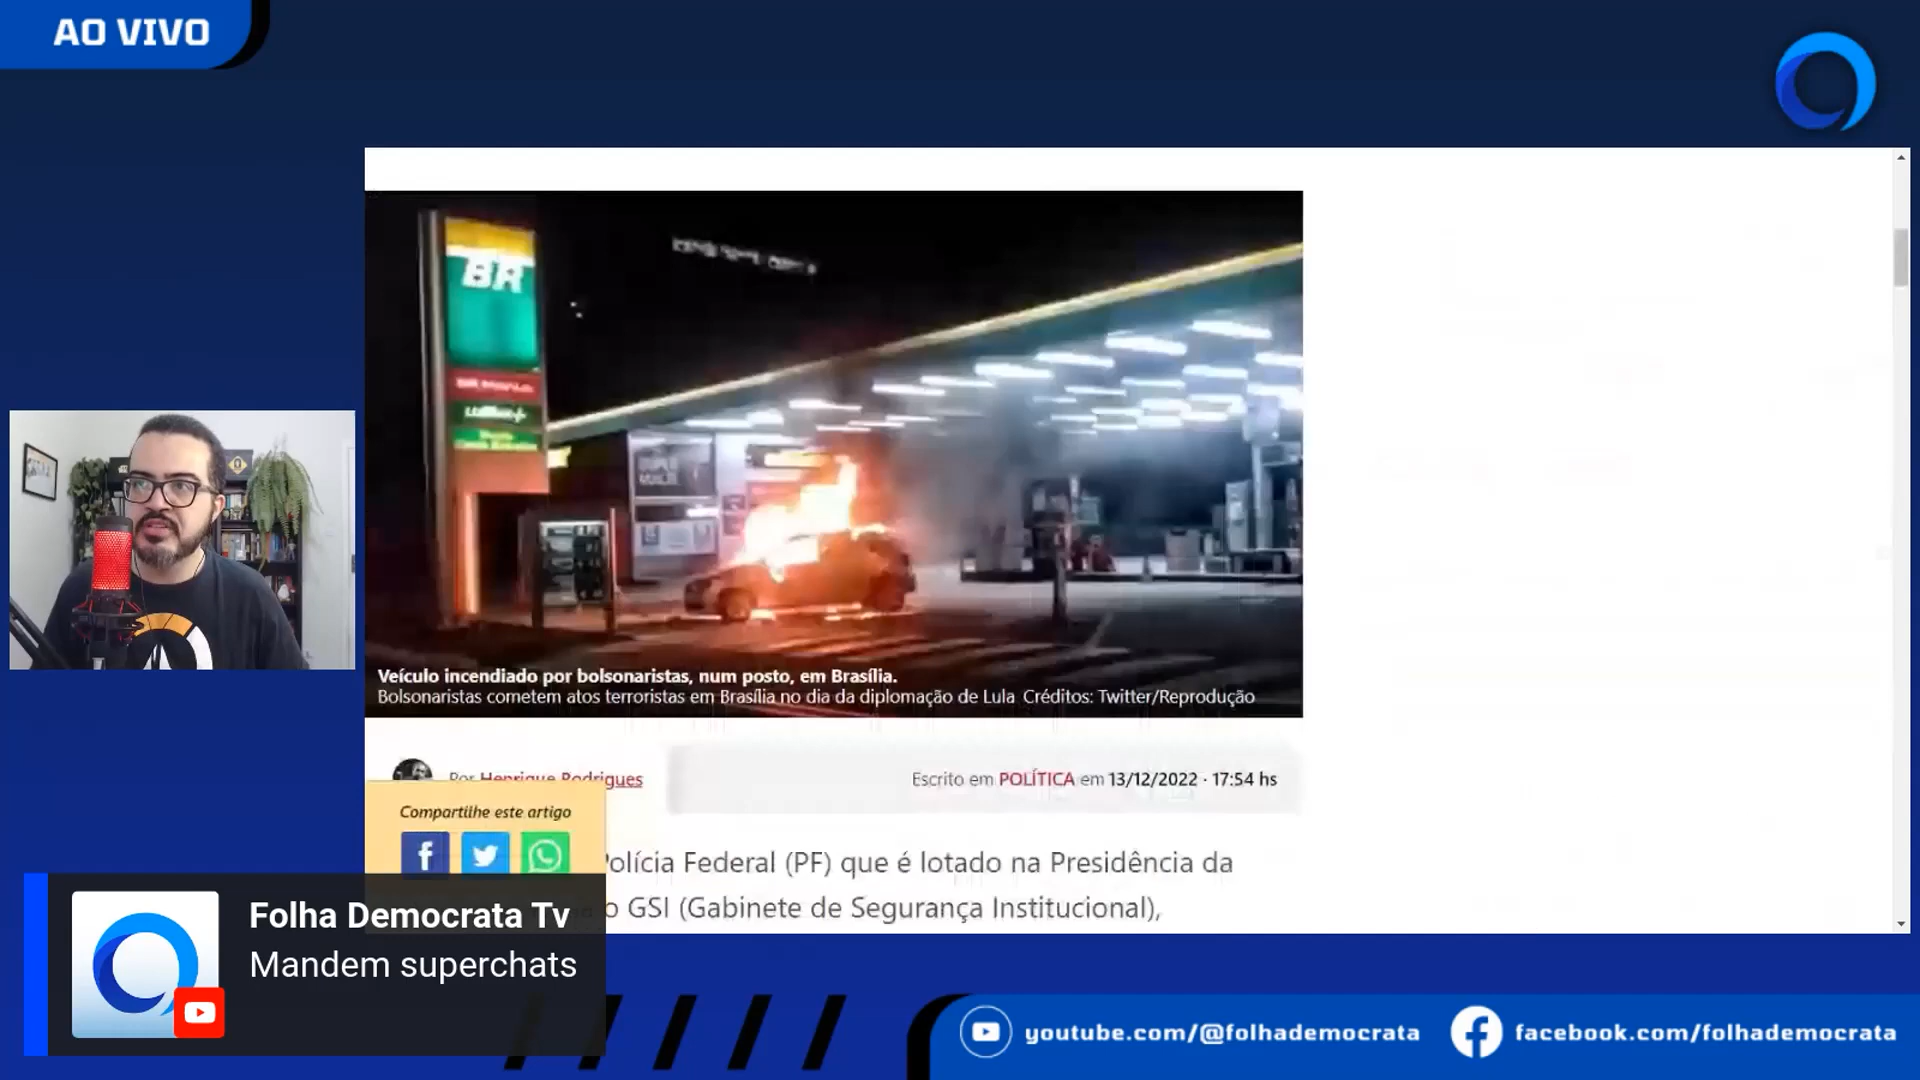 AO VIVO
BR
Veículo incendiado por bolsonaristas, num posto, em Brasília.
Bolsonaristas cometem atos terroristas em Brasília no dia da diplomação de Lula Créditos: Twitter/Reprodução
Por Henrique Rodrigues
Escrito em POLÍTICA em 13/12/2022 · 17:54 hs
Compartilhe este artigo
Polícia Federal (PF) que é lotado na Presidência da
o GSI (Gabinete de Segurança Institucional),
Folha Democrata Tv
Mandem superchats
youtube.com/@folhademocrata
facebook.com/folhademocrata